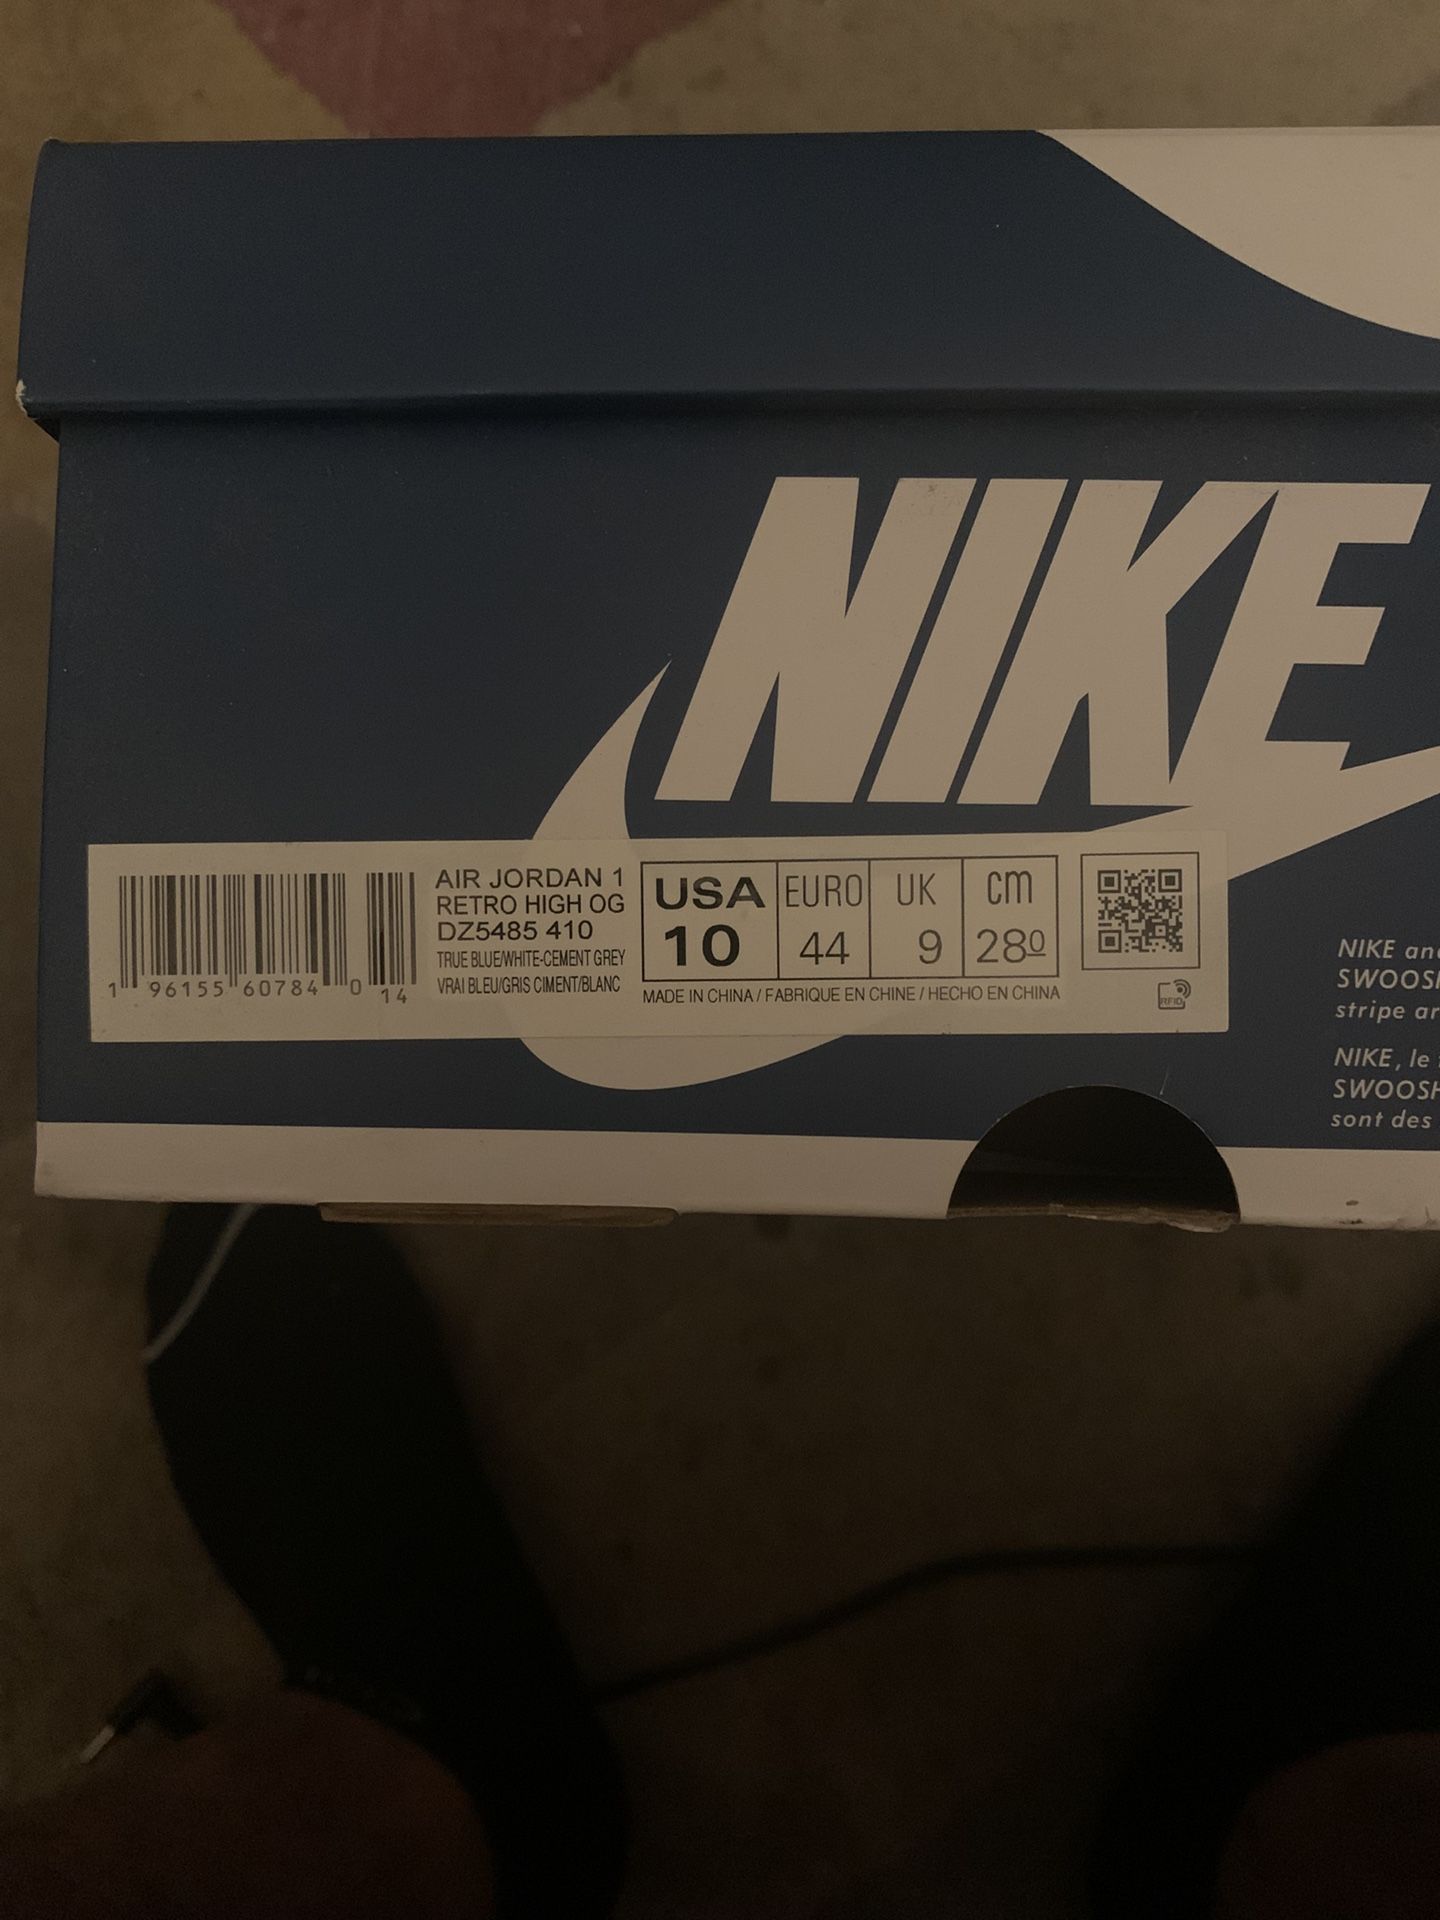 NIKE
AIR JORDAN 1
RETRO HIGH OG
DZ5485 410
TRUE BLUE/WHITE-CEMENT GREY
VRAI BLEU/GRIS CIMENT/BLANC
1 96155 60784 0 14
USA EURO UK cm
10 44 9 280
MADE IN CHINA / FABRIQUE EN CHINE / HECHO EN CHINA
RFID
NIKE and
SWOOSH
stripe ar
NIKE, le
SWOOSH
sont des